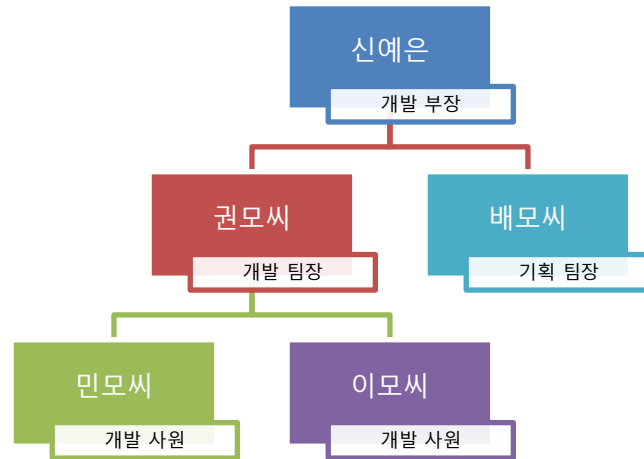 신예은
개발 부장
권모씨
개발 팀장
배모씨
기획 팀장
민모씨
개발 사원
이모씨
개발 사원